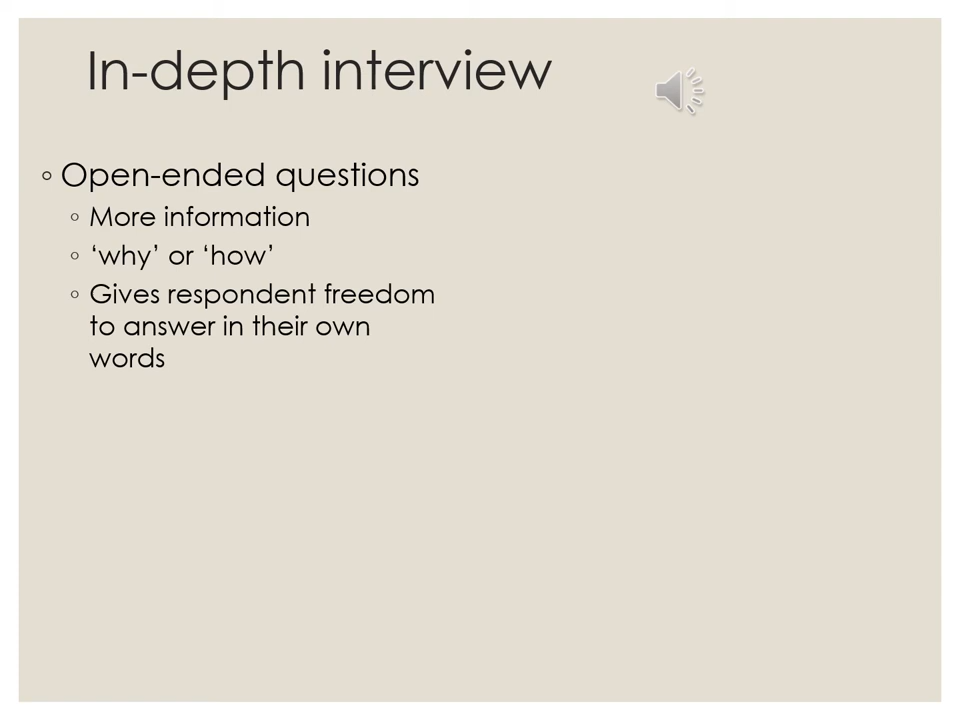 In-depth interview
◦ Open-ended questions
◦ More information
◦ ‘why’ or ‘how’
◦ Gives respondent freedom
to answer in their own
words